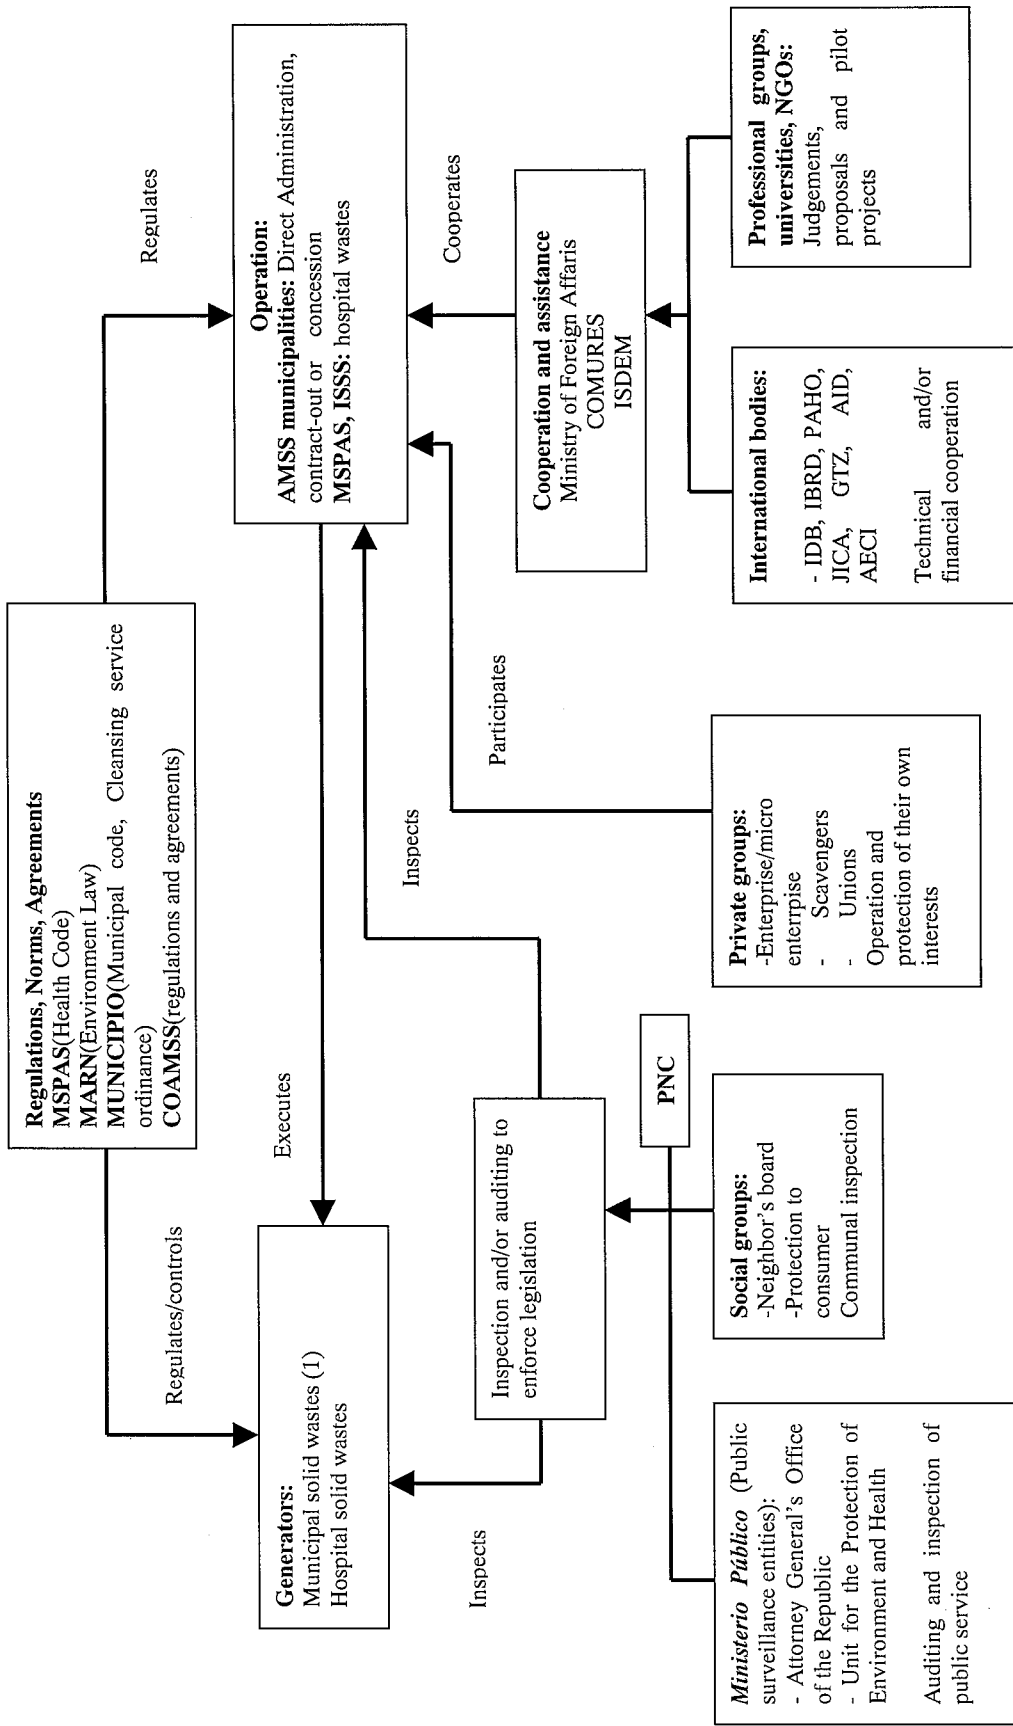 Regulations, Norms, Agreements
MSPAS(Health Code)
MARN(Environment Law)
MUNICIPIO(Municipal code, Cleansing service
ordinance)
COAMSS(regulations and agreements)
Regulates/controls
Regulates
Generators:
Municipal solid wastes (1)
Hospital solid wastes
Executes
Operation:
AMSS municipalities: Direct Administration,
contract-out or concession
MSPAS, ISSS: hospital wastes
Inspects
Inspects
Participates
Cooperates
Inspection and/or auditing to
enforce legislation
Cooperation and assistance
Ministry of Foreign Affaris
COMURES
ISDEM
PNC
Ministerio Público (Public
surveillance entities):
- Attorney General's Office
of the Republic
- Unit for the Protection of
Environment and Health
Auditing and inspection of
public service
Social groups:
-Neighbor's board
-Protection to
consumer
Communal inspection
Private groups:
-Enterprise/micro
enterrpise
- Scavengers
- Unions
Operation and
protection of their own
interests
International bodies:
- IDB, IBRD, PAHO,
JICA, GTZ, AID,
AECI
Technical and/or
financial cooperation
Professional groups,
universities, NGOs:
Judgements,
proposals and pilot
projects